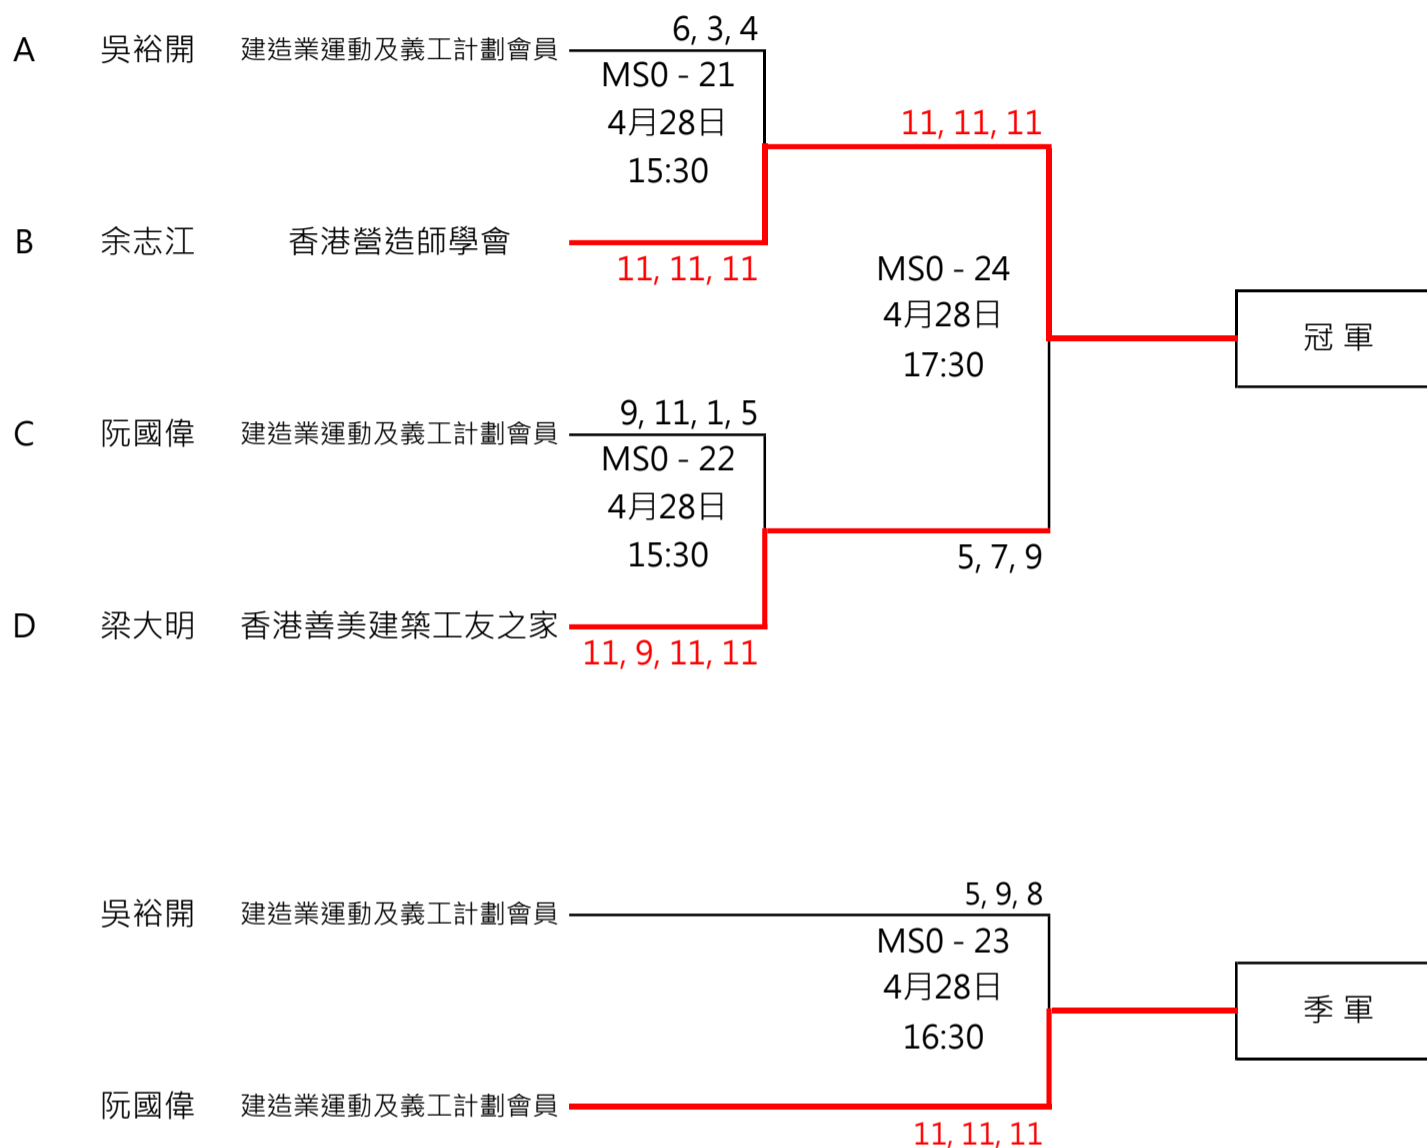 6, 3, 4
A 吳裕開 建造業運動及義工計劃會員
MS0 - 21
4月28日
15:30
11, 11, 11
B 余志江 香港營造師學會
11, 11, 11
MS0 - 24
4月28日
17:30
冠 軍
9, 11, 1, 5
C 阮國偉 建造業運動及義工計劃會員
MS0 - 22
4月28日
15:30
5, 7, 9
D 梁大明 香港善美建築工友之家
11, 9, 11, 11
5, 9, 8
吳裕開 建造業運動及義工計劃會員
MS0 - 23
4月28日
16:30
季 軍
阮國偉 建造業運動及義工計劃會員
11, 11, 11